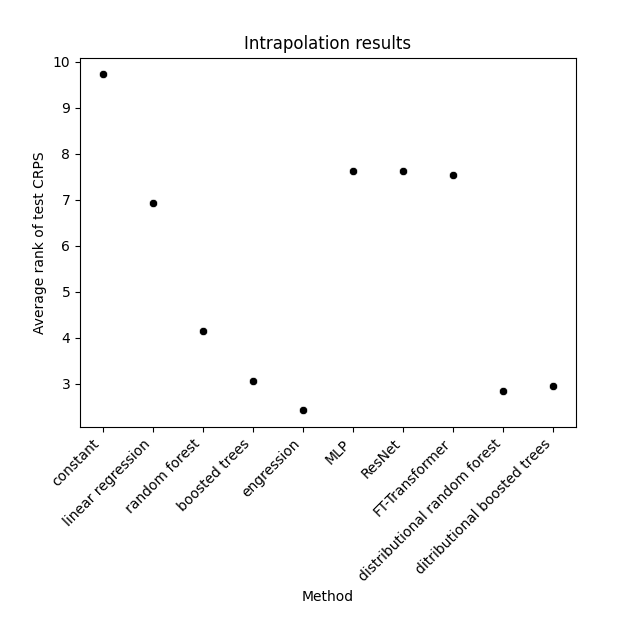 Intrapolation results
Average rank of test CRPS
10
9
8
7
6
5
4
3
constant
linear regression
random forest
boosted trees
engression
MLP
ResNet
FT-Transformer
distributional random forest
ditributional boosted trees
Method